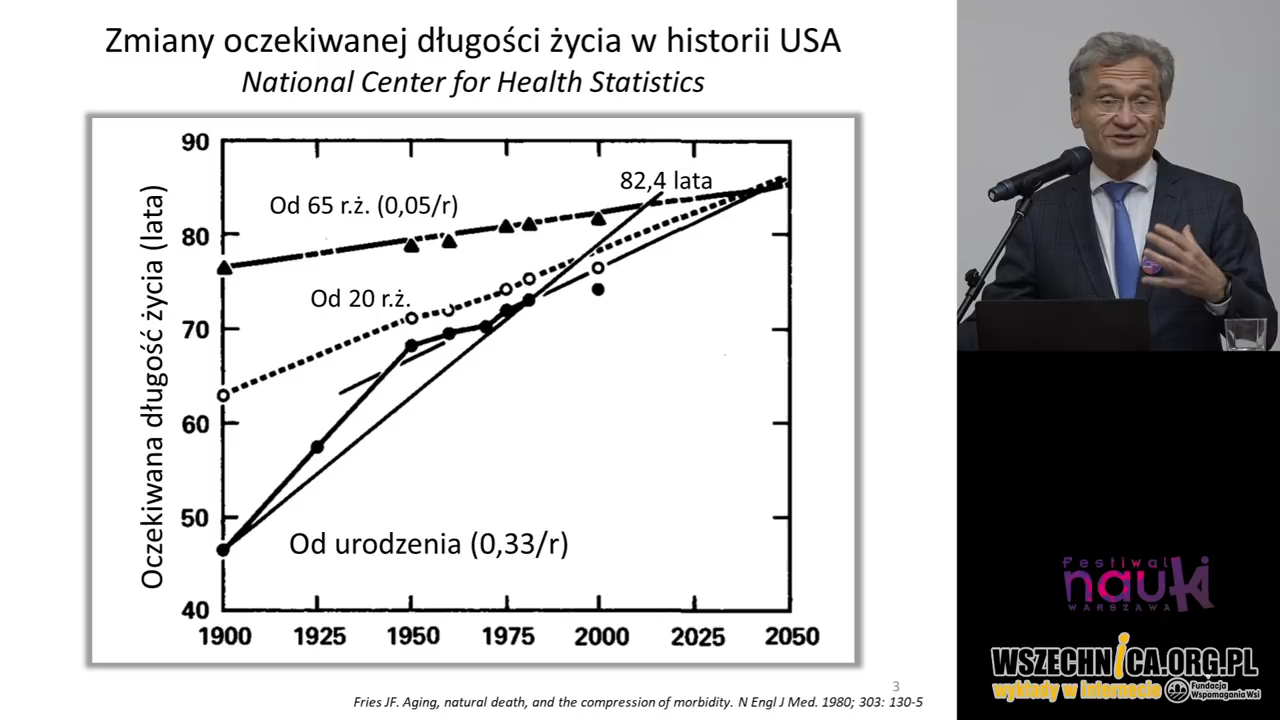 Zmiany oczekiwanej długości życia w historii USA
National Center for Health Statistics
Oczekiwana długość życia (lata)
90
80
70
60
50
40
Od 65 r.ż. (0,05/r)
82,4 lata
Od 20 r.ż.
Od urodzenia (0,33/r)
1900 1925 1950 1975 2000 2025 2050
3
Fries JF. Aging, natural death, and the compression of morbidity. N Engl J Med. 1980; 303: 130-5
Festiwal
nauki
WARSZAWA
WSZECHNICA.ORG.PL
wykłady w internecie
Fundacja
Wspomagania Wsi